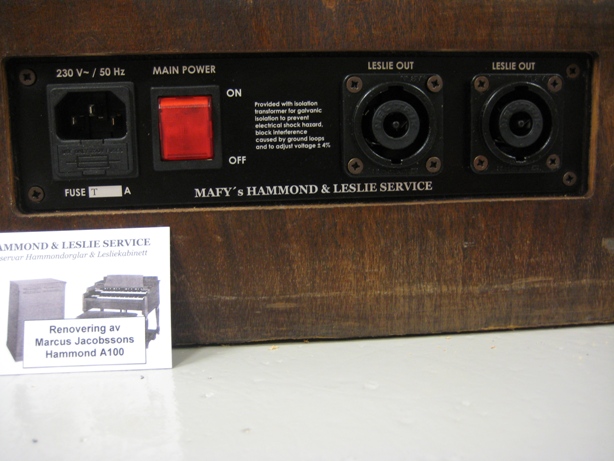 230 V~ / 50 Hz
MAIN POWER
ON
OFF
FUSE T A
Provided with isolation
transformer for galvanic
isolation to prevent
electrical shock hazard,
block interference
caused by ground loops
and to adjust voltage ± 4%
LESLIE OUT
LESLIE OUT
MAFY´s HAMMOND & LESLIE SERVICE
AMMOND & LESLIE SERVICE
servar Hammondorglar & Lesliekabinett
Renovering av
Marcus Jacobssons
Hammond A100